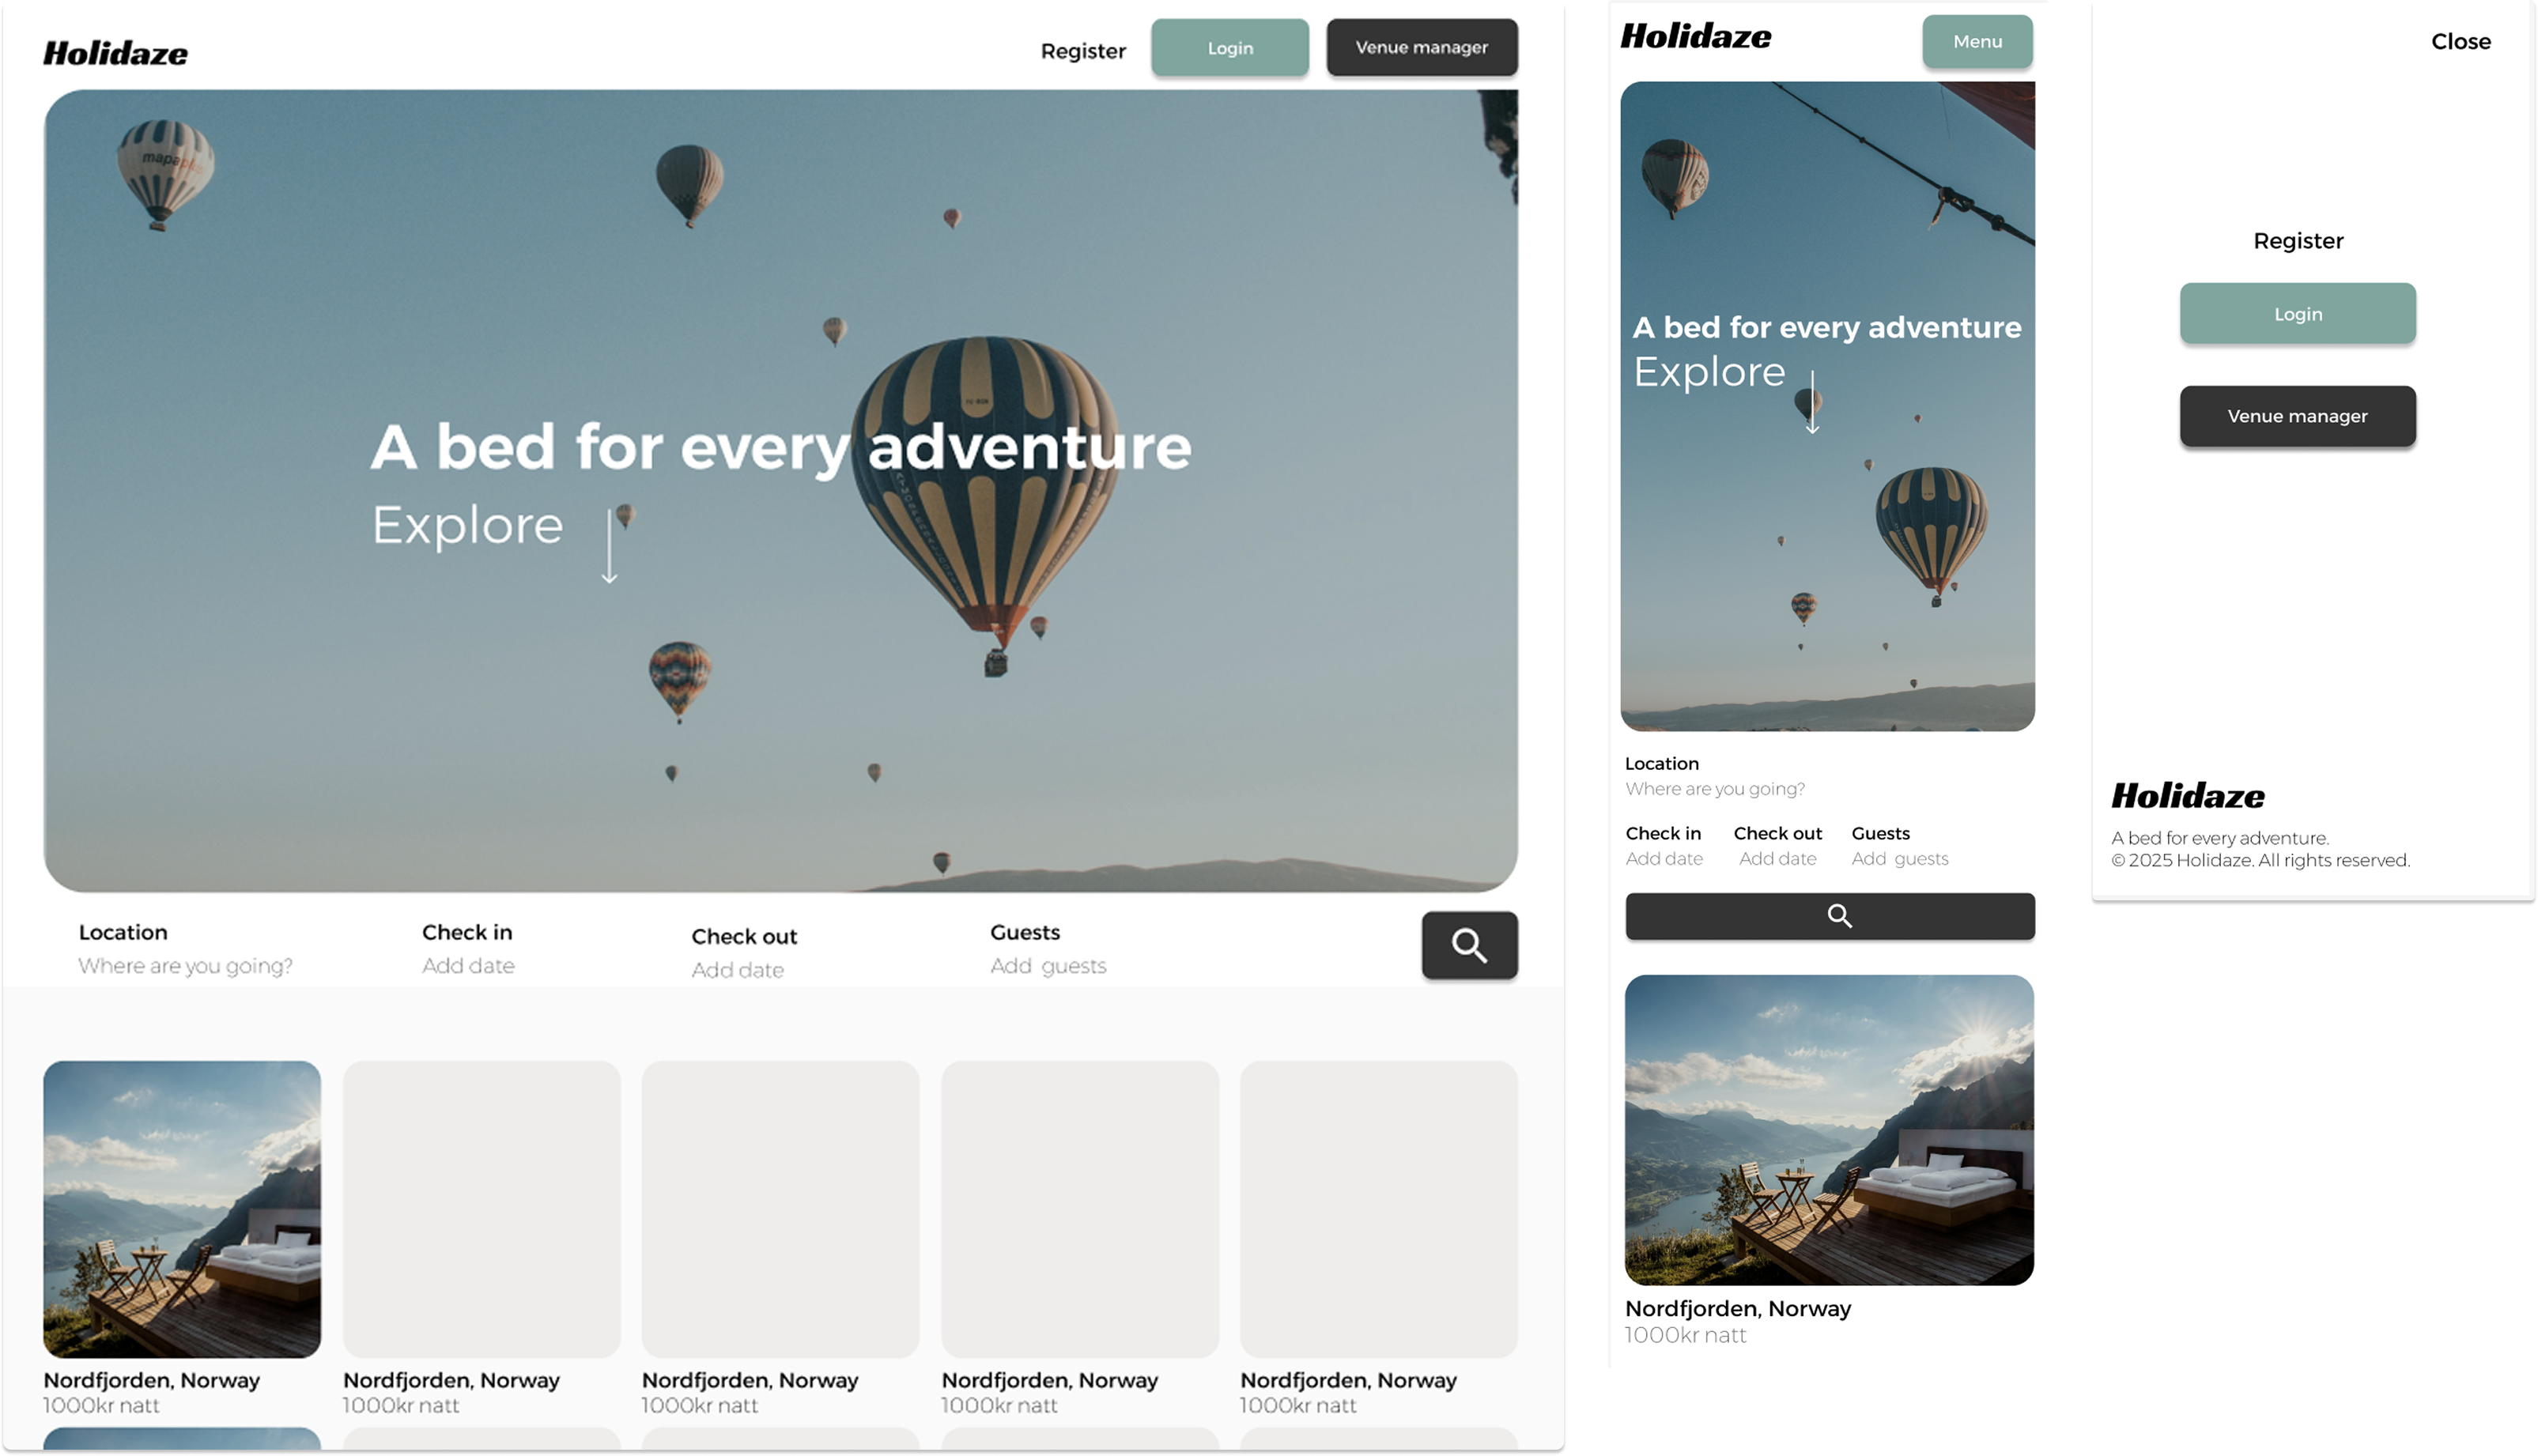 Holidaze
Register
Login
Venue manager
A bed for every adventure
Explore
Location
Where are you going?
Check in
Add date
Check out
Add date
Guests
Add guests
Nordfjorden, Norway
1000kr natt
Nordfjorden, Norway
1000kr natt
Nordfjorden, Norway
1000kr natt
Nordfjorden, Norway
1000kr natt
Nordfjorden, Norway
1000kr natt
Holidaze
Menu
A bed for every adventure
Explore
Location
Where are you going?
Check in
Add date
Check out
Add date
Guests
Add guests
Nordfjorden, Norway
1000kr natt
Close
Register
Login
Venue manager
Holidaze
A bed for every adventure.
© 2025 Holidaze. All rights reserved.